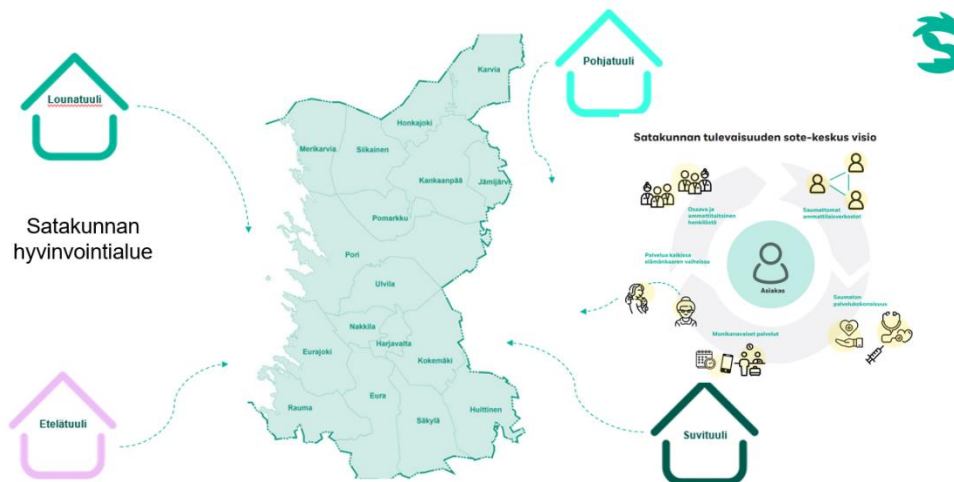 Lounatuuli
Pohjatuuli
Satakunnan
hyvinvointialue
Etelätuuli
Suvituuli
Karvia
Honkajoki
Merikarvia
Siikainen
Kankaanpää
Jämijärvi
Pomarkku
Pori
Ulvila
Nakkila
Harjavalta
Eurajoki
Kokemäki
Rauma
Eura
Säkylä
Huittinen
Satakunnan tulevaisuuden sote-keskus visio
Osaava ja
ammattitaitoinen
henkilöstö
Saumattomat
ammattilaisverkostot
Palvelua kaikissa
elämänkaaren vaiheissa
Asiakas
Saumaton
palvelukokonaisuus
Monikanavaiset palvelut